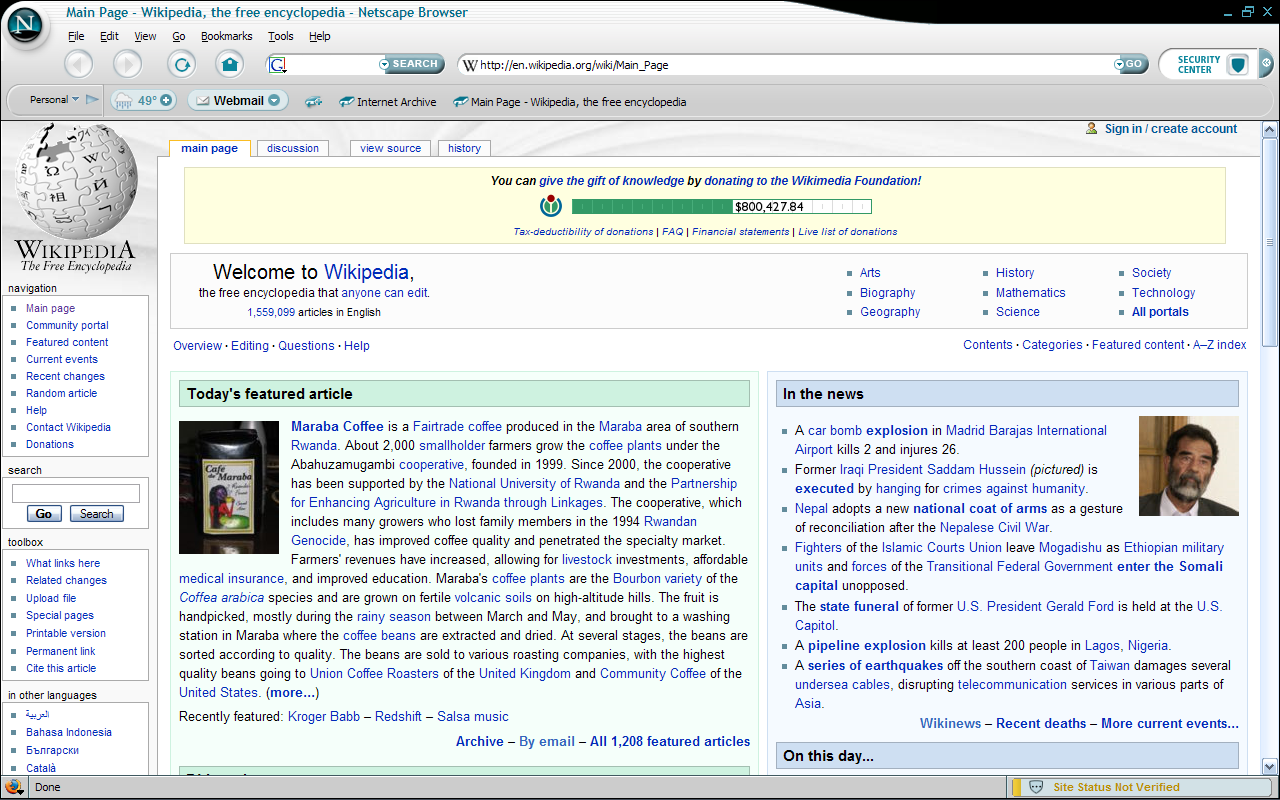 Main Page - Wikipedia, the free encyclopedia - Netscape Browser
N
File Edit View Go Bookmarks Tools Help
G SEARCH W http://en.wikipedia.org/wiki/Main_Page GO SECURITY CENTER
Personal 49° Webmail Internet Archive Main Page - Wikipedia, the free encyclopedia
Sign in / create account
main page discussion view source history
WIKIPEDIA
The Free Encyclopedia
navigation
Main page
Community portal
Featured content
Current events
Recent changes
Random article
Help
Contact Wikipedia
Donations
search
Go Search
toolbox
What links here
Related changes
Upload file
Special pages
Printable version
Permanent link
Cite this article
in other languages
العربية
Bahasa Indonesia
Български
Català
You can give the gift of knowledge by donating to the Wikimedia Foundation!
$800,427.84
Tax-deductibility of donations | FAQ | Financial statements | Live list of donations
Welcome to Wikipedia,
the free encyclopedia that anyone can edit.
1,559,099 articles in English
Arts History Society
Biography Mathematics Technology
Geography Science All portals
Overview · Editing · Questions · Help
Contents · Categories · Featured content · A–Z index
Today's featured article
Cafe de Maraba
Maraba Coffee is a Fairtrade coffee produced in the Maraba area of southern
Rwanda. About 2,000 smallholder farmers grow the coffee plants under the
Abahuzamugambi cooperative, founded in 1999. Since 2000, the cooperative
has been supported by the National University of Rwanda and the Partnership
for Enhancing Agriculture in Rwanda through Linkages. The cooperative, which
includes many growers who lost family members in the 1994 Rwandan
Genocide, has improved coffee quality and penetrated the specialty market.
Farmers' revenues have increased, allowing for livestock investments, affordable
medical insurance, and improved education. Maraba's coffee plants are the Bourbon variety of the
Coffea arabica species and are grown on fertile volcanic soils on high-altitude hills. The fruit is
handpicked, mostly during the rainy season between March and May, and brought to a washing
station in Maraba where the coffee beans are extracted and dried. At several stages, the beans are
sorted according to quality. The beans are sold to various roasting companies, with the highest
quality beans going to Union Coffee Roasters of the United Kingdom and Community Coffee of the
United States. (more...)
Recently featured: Kroger Babb – Redshift – Salsa music
Archive – By email – All 1,208 featured articles
In the news
A car bomb explosion in Madrid Barajas International
Airport kills 2 and injures 26.
Former Iraqi President Saddam Hussein (pictured) is
executed by hanging for crimes against humanity.
Nepal adopts a new national coat of arms as a gesture
of reconciliation after the Nepalese Civil War.
Fighters of the Islamic Courts Union leave Mogadishu as Ethiopian military
units and forces of the Transitional Federal Government enter the Somali
capital unopposed.
The state funeral of former U.S. President Gerald Ford is held at the U.S.
Capitol.
A pipeline explosion kills at least 200 people in Lagos, Nigeria.
A series of earthquakes off the southern coast of Taiwan damages several
undersea cables, disrupting telecommunication services in various parts of
Asia.
Wikinews – Recent deaths – More current events...
On this day...
Done
Site Status Not Verified